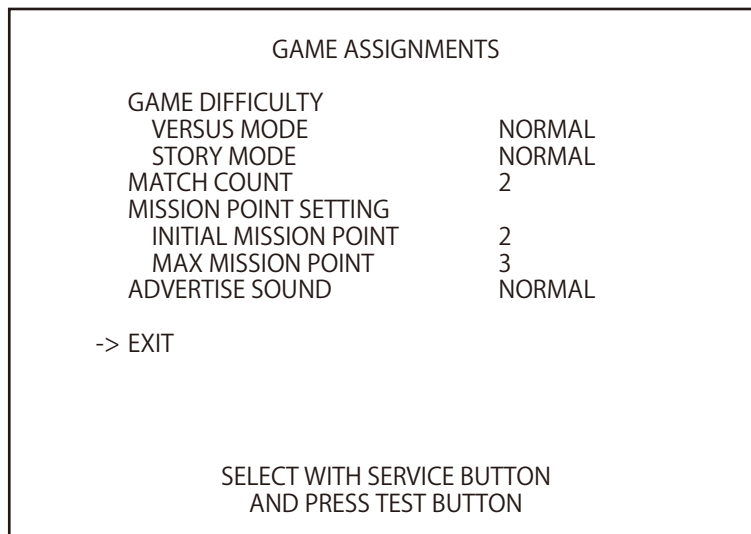 GAME ASSIGNMENTS
GAME DIFFICULTY
VERSUS MODE NORMAL
STORY MODE NORMAL
MATCH COUNT 2
MISSION POINT SETTING
INITIAL MISSION POINT 2
MAX MISSION POINT 3
ADVERTISE SOUND NORMAL
-> EXIT
SELECT WITH SERVICE BUTTON
AND PRESS TEST BUTTON